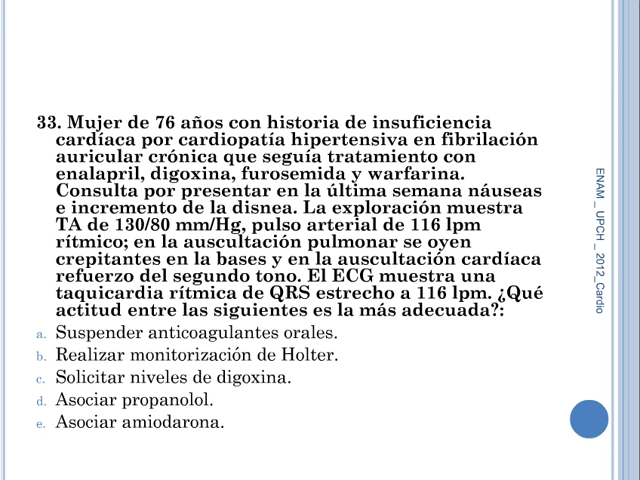 33. Mujer de 76 años con historia de insuficiencia
cardíaca por cardiopatía hipertensiva en fibrilación
auricular crónica que seguía tratamiento con
enalapril, digoxina, furosemida y warfarina.
Consulta por presentar en la última semana náuseas
e incremento de la disnea. La exploración muestra
TA de 130/80 mm/Hg, pulso arterial de 116 lpm
rítmico; en la auscultación pulmonar se oyen
crepitantes en la bases y en la auscultación cardíaca
refuerzo del segundo tono. El ECG muestra una
taquicardia rítmica de QRS estrecho a 116 lpm. ¿Qué
actitud entre las siguientes es la más adecuada?:
a. Suspender anticoagulantes orales.
b. Realizar monitorización de Holter.
c. Solicitar niveles de digoxina.
d. Asociar propanolol.
e. Asociar amiodarona.
ENAM _ UPCH _ 2012_Cardio